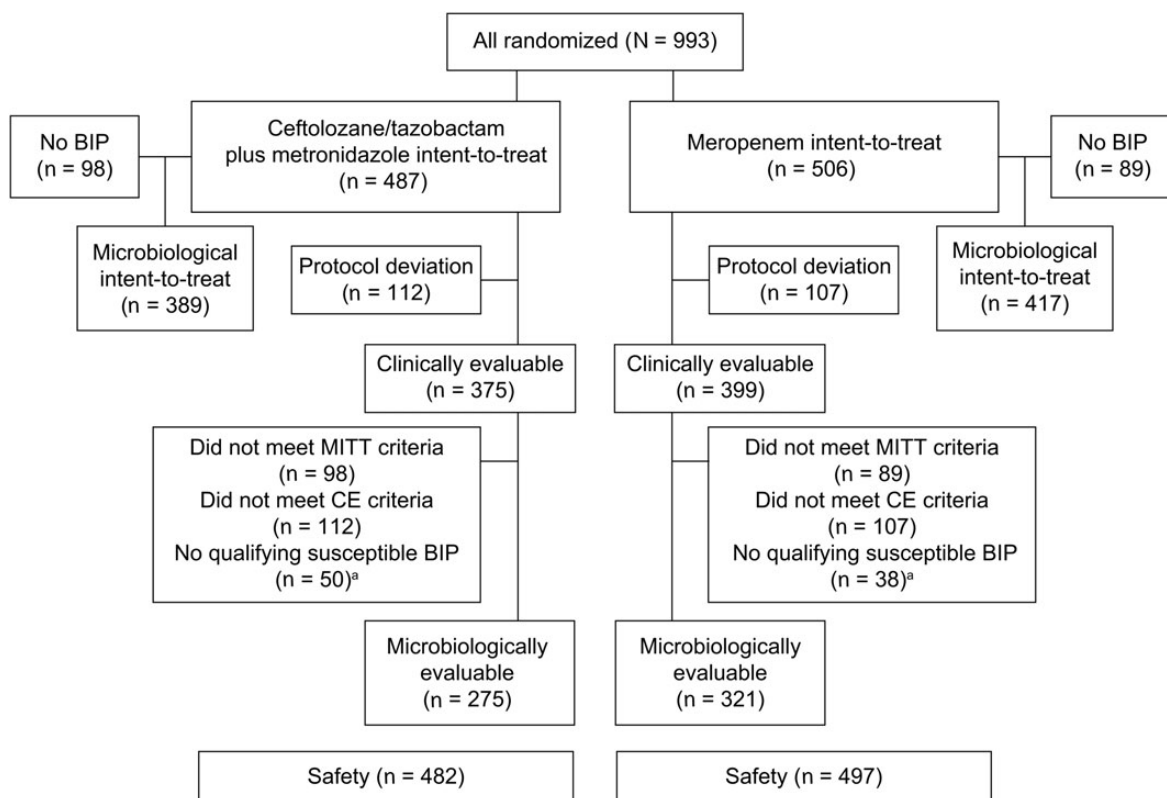 All randomized (N = 993)
No BIP
(n = 98)
Ceftolozane/tazobactam
plus metronidazole intent-to-treat
(n = 487)
Meropenem intent-to-treat
(n = 506)
No BIP
(n = 89)
Microbiological
intent-to-treat
(n = 389)
Protocol deviation
(n = 112)
Protocol deviation
(n = 107)
Microbiological
intent-to-treat
(n = 417)
Clinically evaluable
(n = 375)
Clinically evaluable
(n = 399)
Did not meet MITT criteria
(n = 98)
Did not meet CE criteria
(n = 112)
No qualifying susceptible BIP
(n = 50)ᵃ
Did not meet MITT criteria
(n = 89)
Did not meet CE criteria
(n = 107)
No qualifying susceptible BIP
(n = 38)ᵃ
Microbiologically
evaluable
(n = 275)
Microbiologically
evaluable
(n = 321)
Safety (n = 482)
Safety (n = 497)